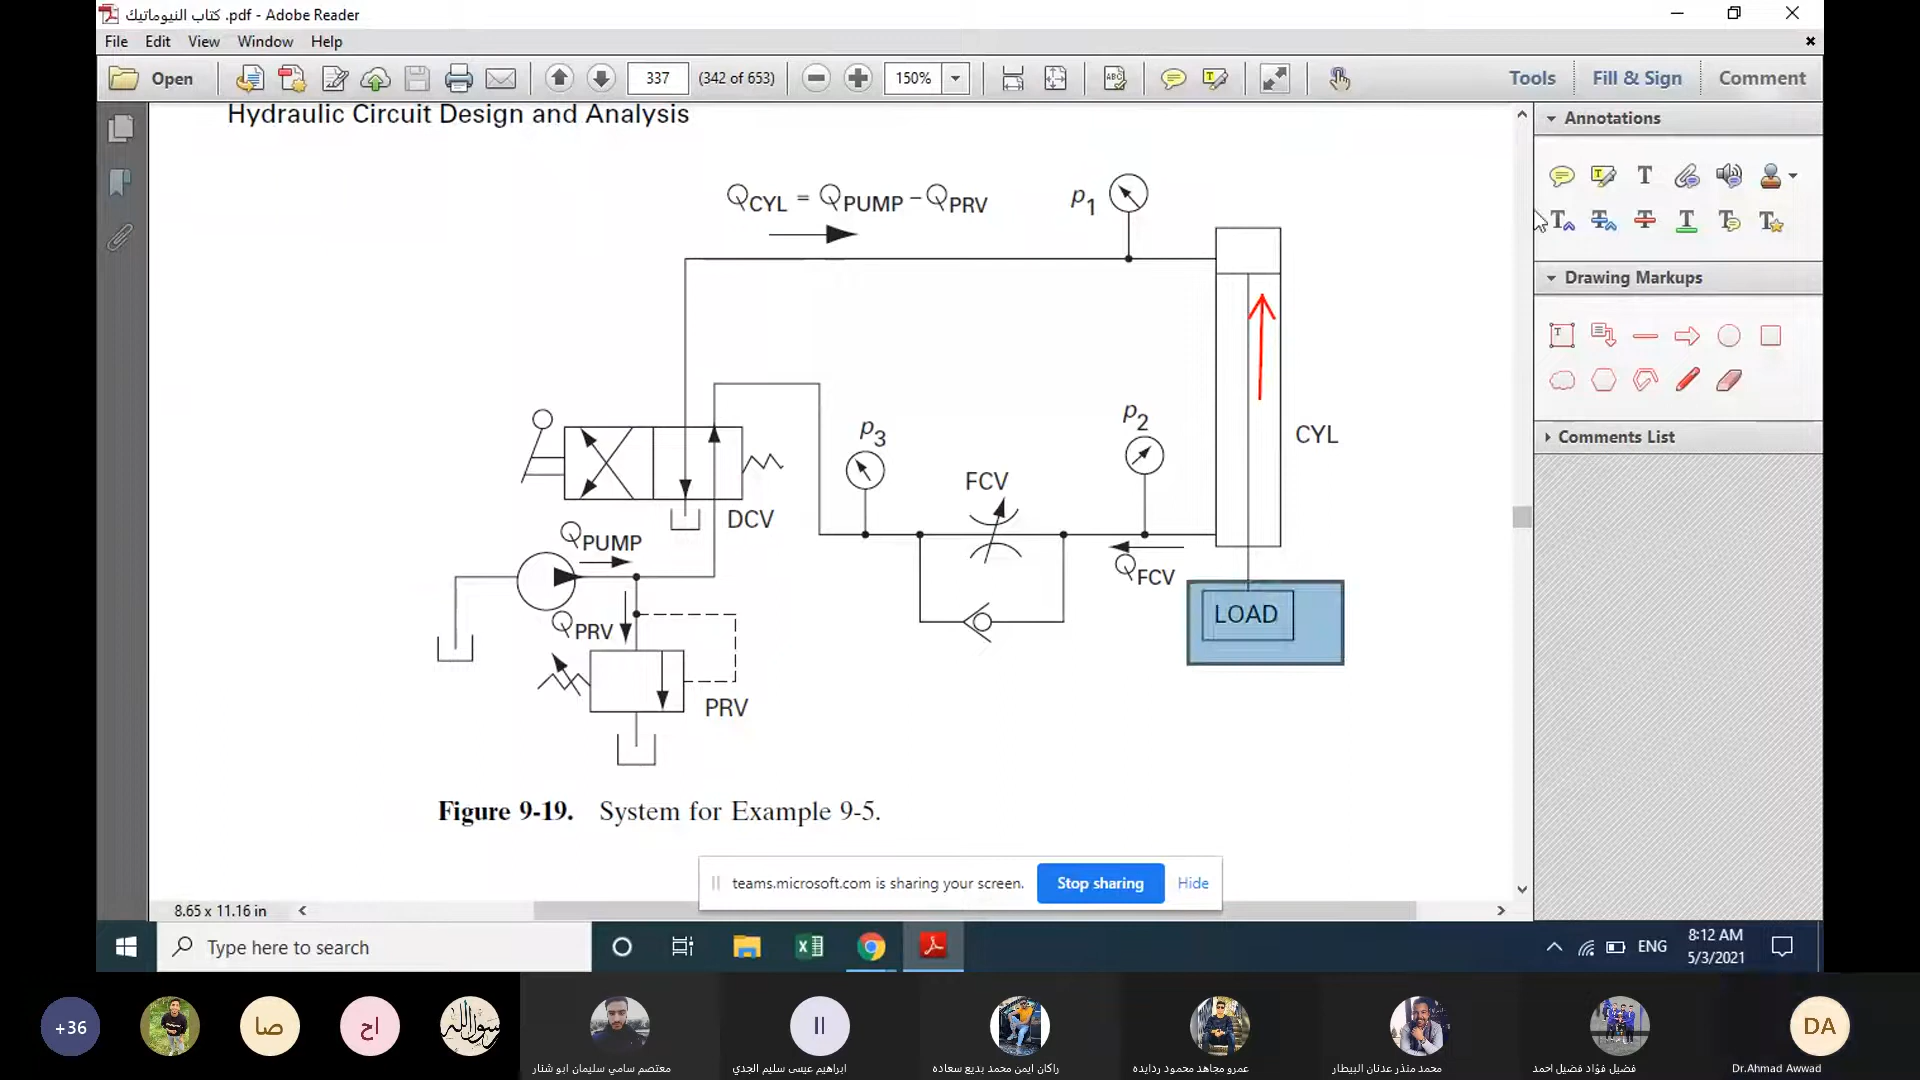 كتاب النيوماتيك .pdf - Adobe Reader
File Edit View Window Help
Open 337 (342 of 653) 150% Tools Fill & Sign Comment
Hydraulic Circuit Design and Analysis
Annotations
QCYL = QPUMP – QPRV
p1
T
Drawing Markups
CYL
p2
p3
FCV
Comments List
DCV
QPUMP
QFCV
QPRV
LOAD
PRV
Figure 9-19. System for Example 9-5.
teams.microsoft.com is sharing your screen. Stop sharing Hide
8.65 x 11.16 in
Type here to search
ENG
8:12 AM
5/3/2021
+36
صا
اح
II
DA
معتصم سامي سليمان ابو شنار
ابراهيم عيسى سليم الجدي
راكان ايمن محمد بديع سعاده
عمرو مجاهد محمود ردايده
محمد منذر عدنان البيطار
فضيل فؤاد فضيل احمد
Dr.Ahmad Awwad